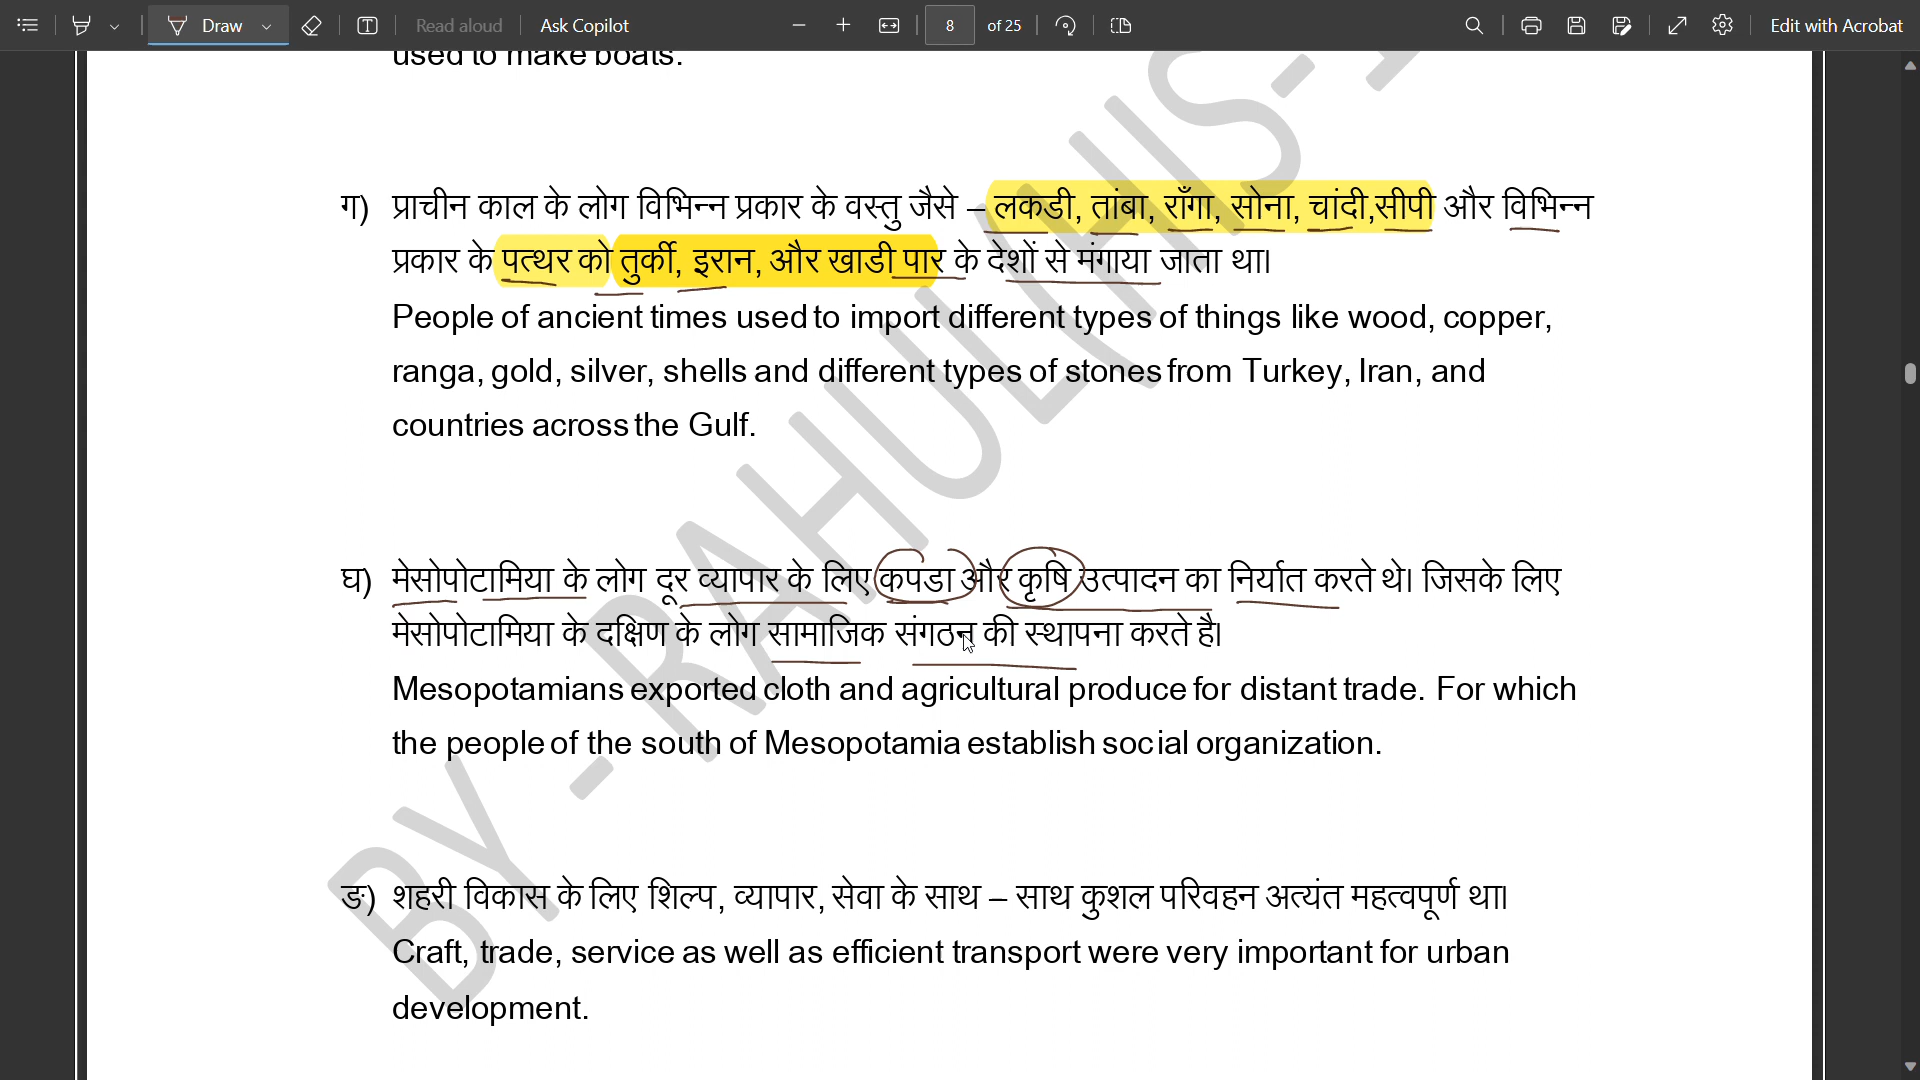 Draw
Read aloud
Ask Copilot
8
of 25
Edit with Acrobat
used to make boats.
ग) प्राचीन काल के लोग विभिन्न प्रकार के वस्तु जैसे – लकडी, तांबा, राँगा, सोना, चांदी,सीपी और विभिन्न
प्रकार के पत्थर को तुर्की, इरान, और खाडी पार के देशों से मंगाया जाता था।
People of ancient times used to import different types of things like wood, copper,
ranga, gold, silver, shells and different types of stones from Turkey, Iran, and
countries across the Gulf.
घ) मेसोपोटामिया के लोग दूर व्यापार के लिए कपडा और कृषि उत्पादन का निर्यात करते थे। जिसके लिए
मेसोपोटामिया के दक्षिण के लोग सामाजिक संगठन की स्थापना करते है।
Mesopotamians exported cloth and agricultural produce for distant trade. For which
the people of the south of Mesopotamia establish social organization.
ङ) शहरी विकास के लिए शिल्प, व्यापार, सेवा के साथ – साथ कुशल परिवहन अत्यंत महत्वपूर्ण था।
Craft, trade, service as well as efficient transport were very important for urban
development.
BY - RAHUL(HIS-